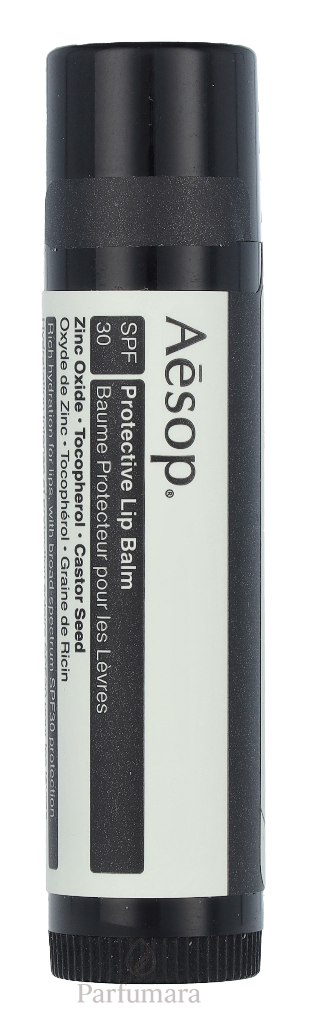 Aēsop®
SPF
30
Protective Lip Balm
Baume Protecteur pour les Lèvres
Zinc Oxide • Tocopherol • Castor Seed
Oxyde de Zinc • Tocophérol • Graine de Ricin
Rich hydration for lips, with broad-spectrum SPF30 protection.
Parfumara